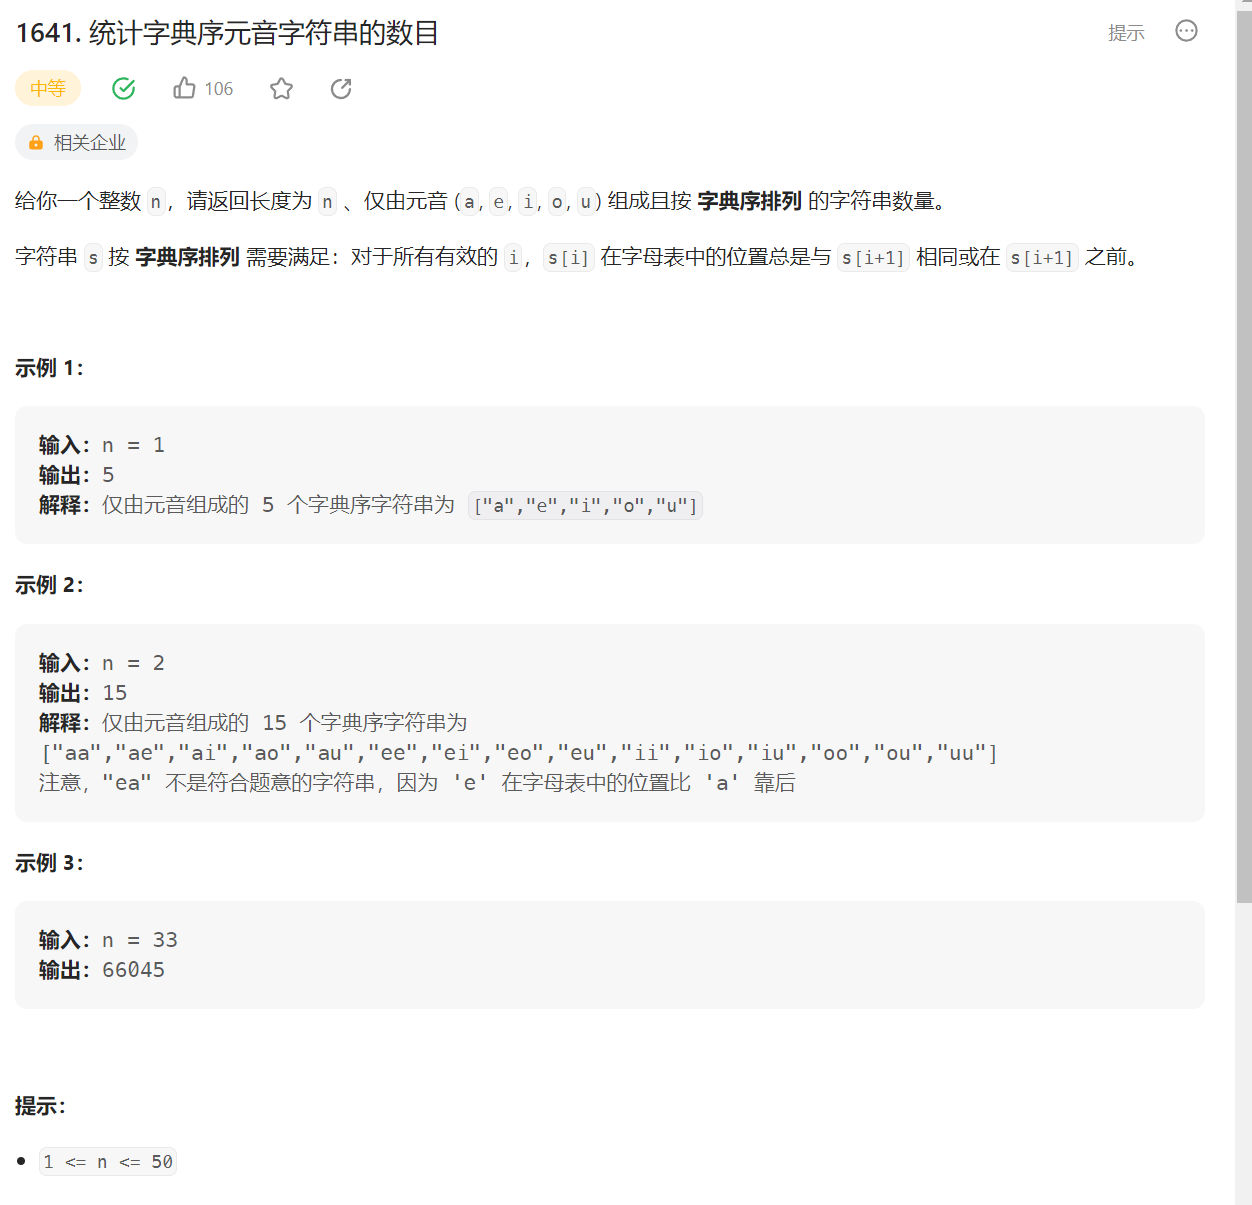 1641. 统计字典序元音字符串的数目
提示
中等
106
相关企业
给你一个整数 n，请返回长度为 n 、仅由元音 (a, e, i, o, u) 组成且按 字典序排列 的字符串数量。
字符串 s 按 字典序排列 需要满足：对于所有有效的 i，s[i] 在字母表中的位置总是与 s[i+1] 相同或在 s[i+1] 之前。
示例 1：
输入：n = 1
输出：5
解释：仅由元音组成的 5 个字典序字符串为 ["a","e","i","o","u"]
示例 2：
输入：n = 2
输出：15
解释：仅由元音组成的 15 个字典序字符串为
["aa","ae","ai","ao","au","ee","ei","eo","eu","ii","io","iu","oo","ou","uu"]
注意，"ea" 不是符合题意的字符串，因为 'e' 在字母表中的位置比 'a' 靠后
示例 3：
输入：n = 33
输出：66045
提示：
1 <= n <= 50